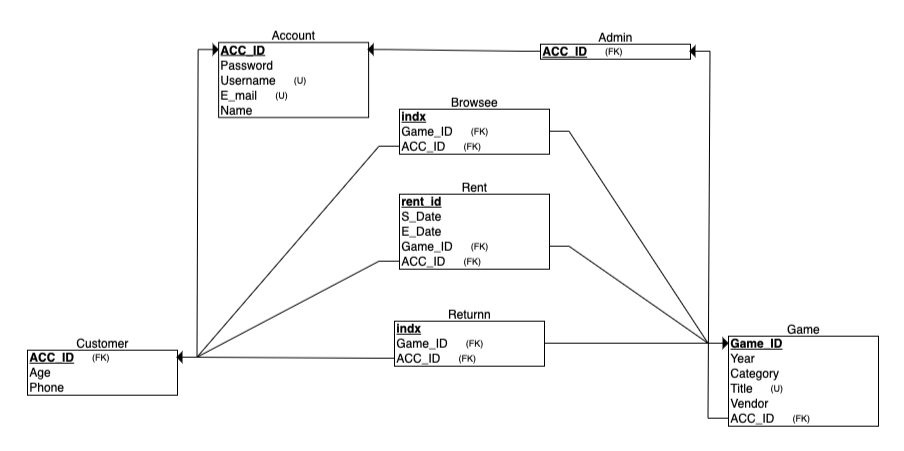 Account
ACC_ID
Password
Username (U)
E_mail (U)
Name
Admin
ACC_ID (FK)
Browsee
indx
Game_ID (FK)
ACC_ID (FK)
Rent
rent_id
S_Date
E_Date
Game_ID (FK)
ACC_ID (FK)
Returnn
indx
Game_ID (FK)
ACC_ID (FK)
Customer
ACC_ID (FK)
Age
Phone
Game
Game_ID
Year
Category
Title (U)
Vendor
ACC_ID (FK)